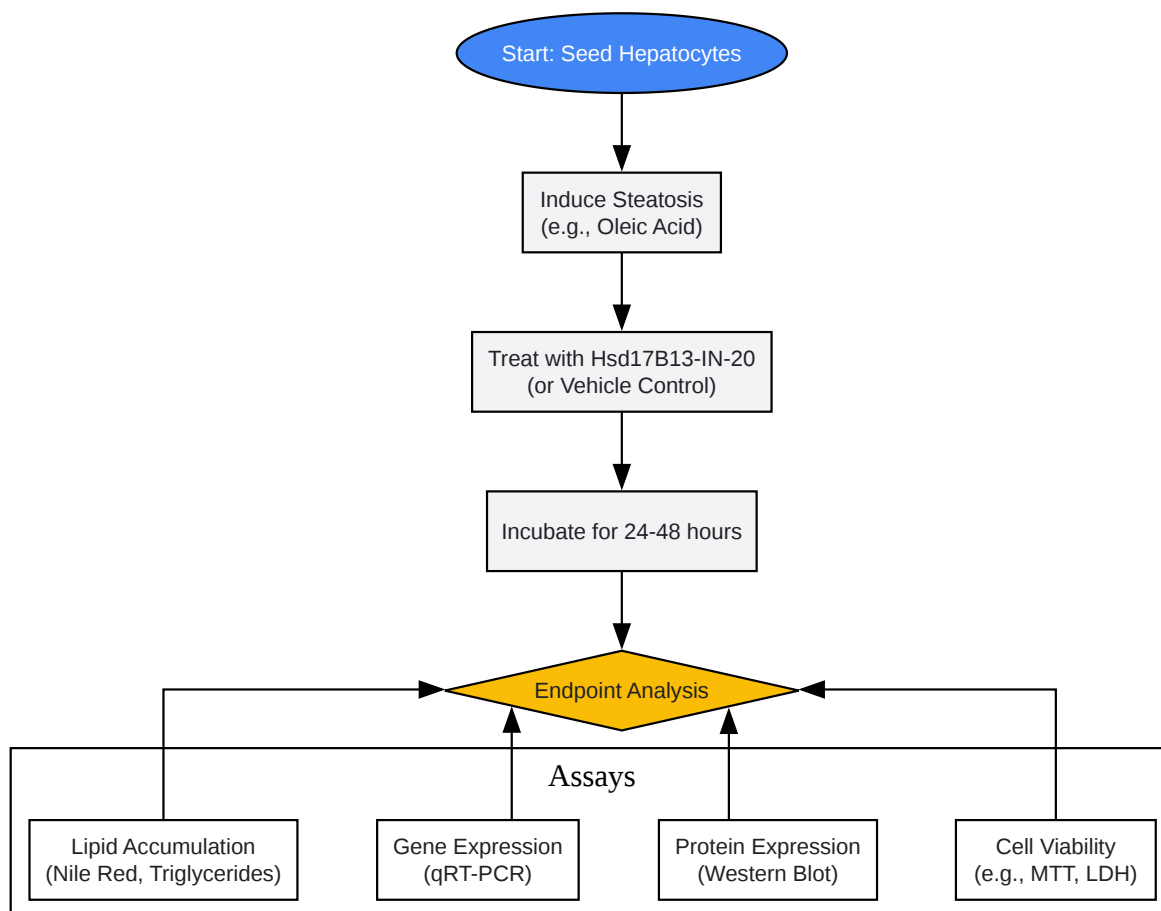 Start: Seed Hepatocytes
Induce Steatosis
(e.g., Oleic Acid)
Treat with Hsd17B13-IN-20
(or Vehicle Control)
Incubate for 24-48 hours
Endpoint Analysis
Assays
Lipid Accumulation
(Nile Red, Triglycerides)
Gene Expression
(qRT-PCR)
Protein Expression
(Western Blot)
Cell Viability
(e.g., MTT, LDH)